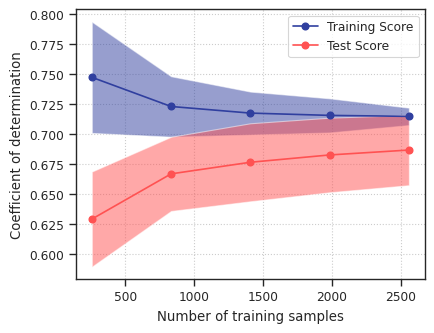 0.800
0.775
0.750
0.725
0.700
0.675
0.650
0.625
0.600
Coefficient of determination
Training Score
Test Score
500 1000 1500 2000 2500
Number of training samples